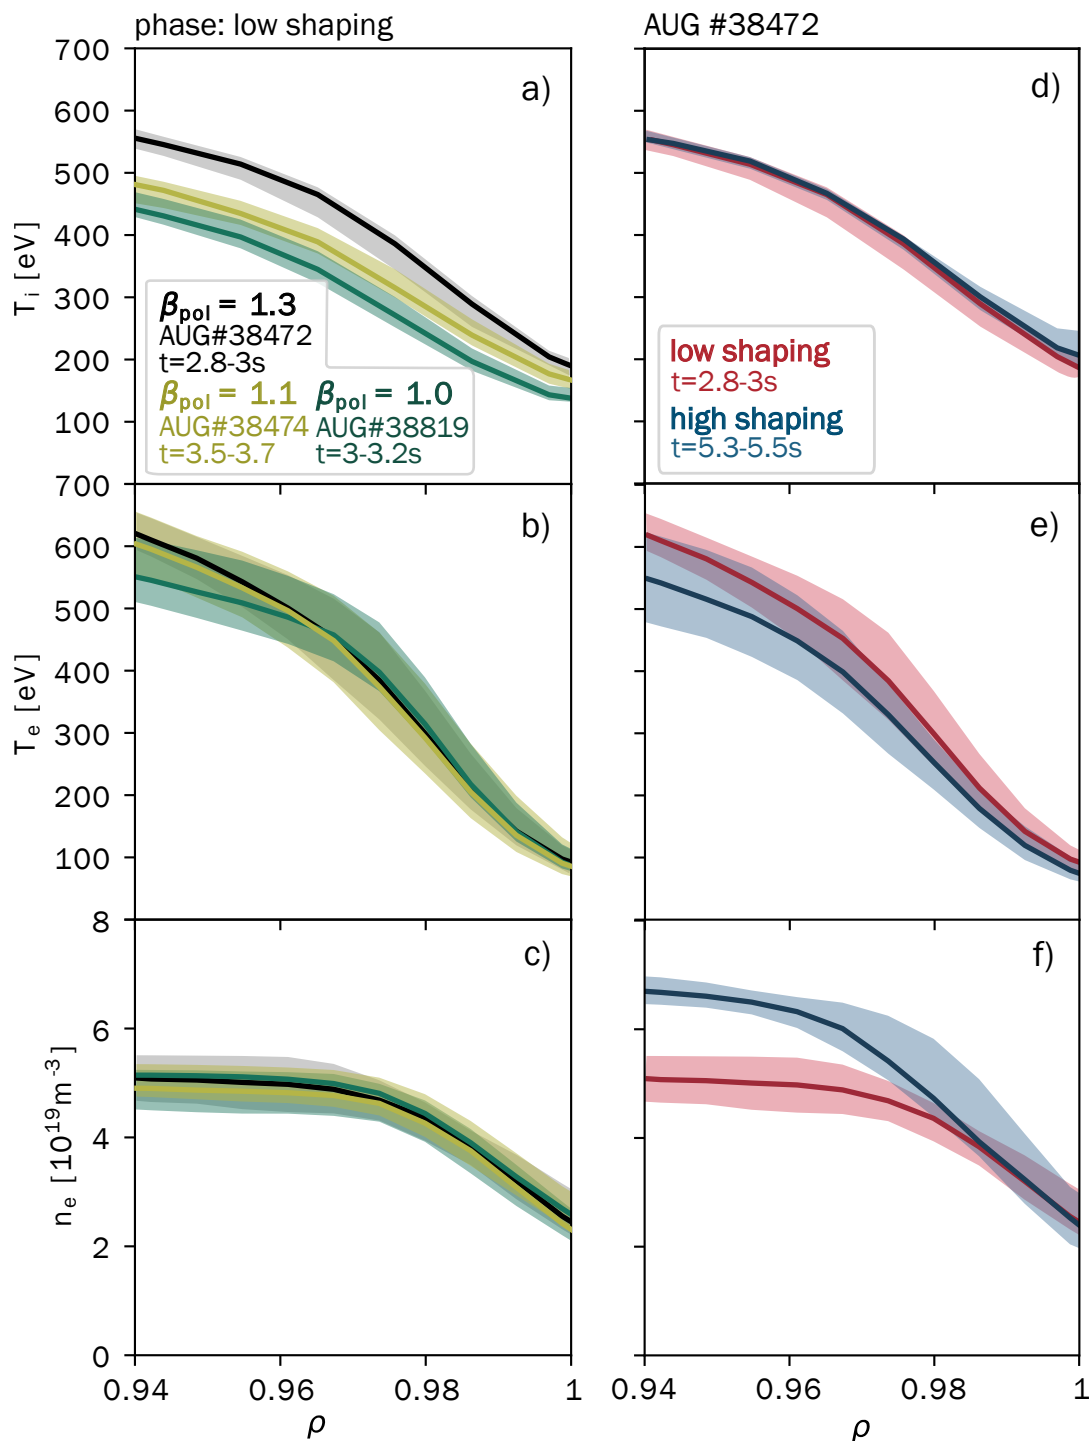 phase: low shaping
AUG #38472
700
600
500
400
300
200
100
T_i [eV]
a)
β_pol = 1.3
AUG#38472
t=2.8-3s
β_pol = 1.1
AUG#38474
t=3.5-3.7
β_pol = 1.0
AUG#38819
t=3-3.2s
d)
low shaping
t=2.8-3s
high shaping
t=5.3-5.5s
700
600
500
400
300
200
100
T_e [eV]
b)
e)
8
6
4
2
0
n_e [10^19 m^-3]
c)
f)
0.94 0.96 0.98 1
ρ
0.94 0.96 0.98 1
ρ